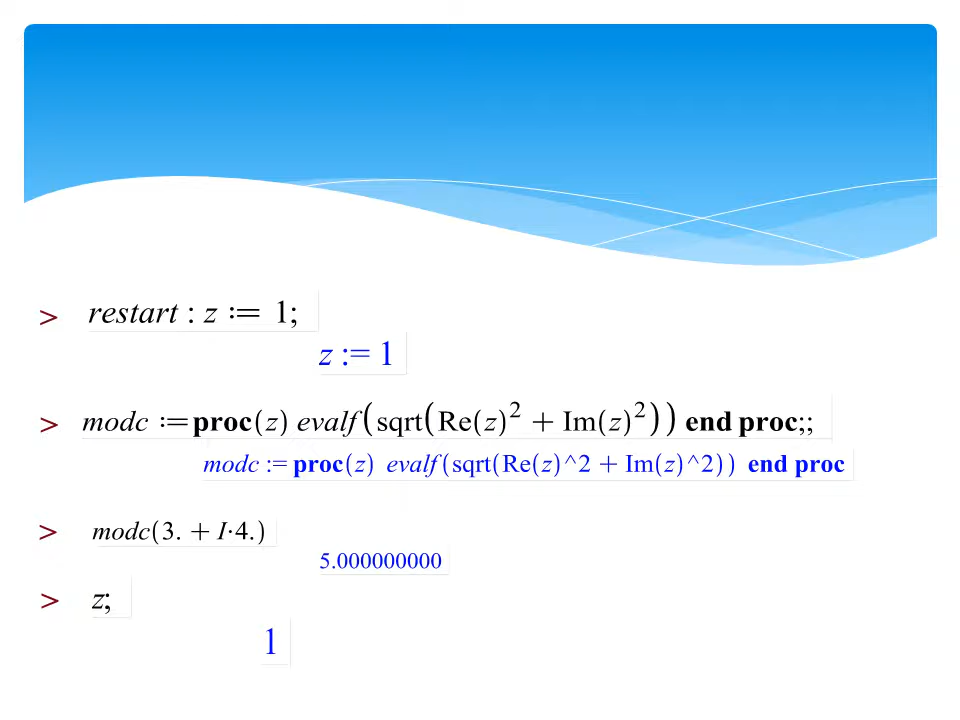 > restart : z := 1;
z := 1
> modc := proc(z) evalf(sqrt(Re(z)² + Im(z)²)) end proc;;
modc := proc(z) evalf(sqrt(Re(z)^2 + Im(z)^2)) end proc
> modc(3. + I·4.)
5.000000000
> z;
1